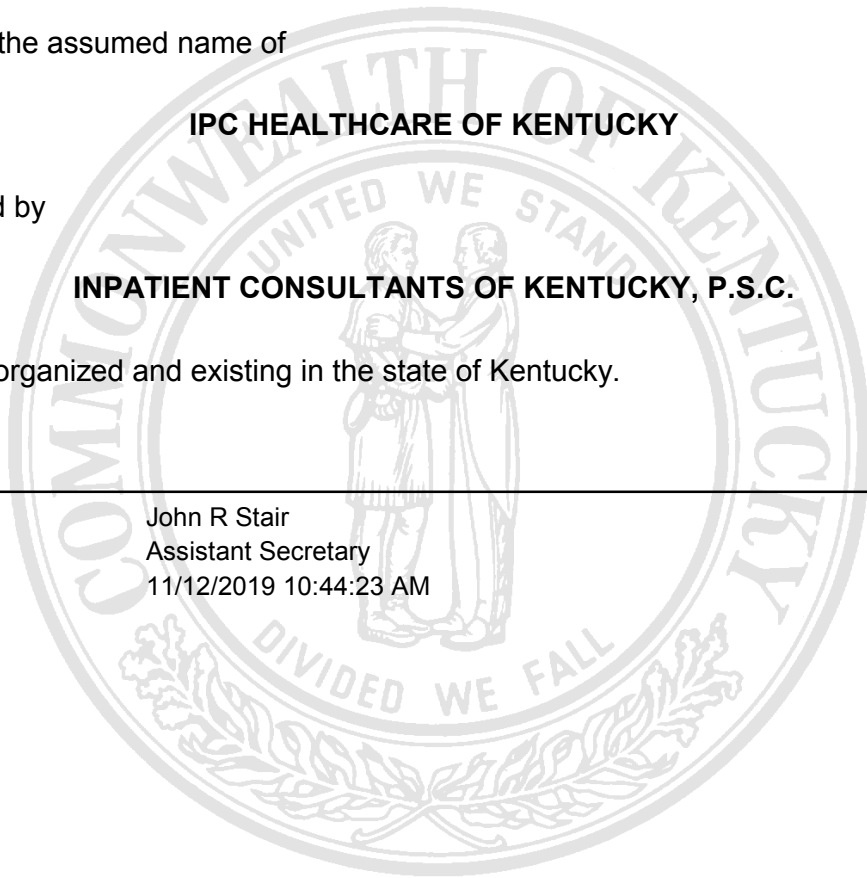 the assumed name of
IPC HEALTHCARE OF KENTUCKY
d by
INPATIENT CONSULTANTS OF KENTUCKY, P.S.C.
organized and existing in the state of Kentucky.
John R Stair
Assistant Secretary
11/12/2019 10:44:23 AM
COMMONWEALTH OF KENTUCKY
UNITED WE STAND
DIVIDED WE FALL